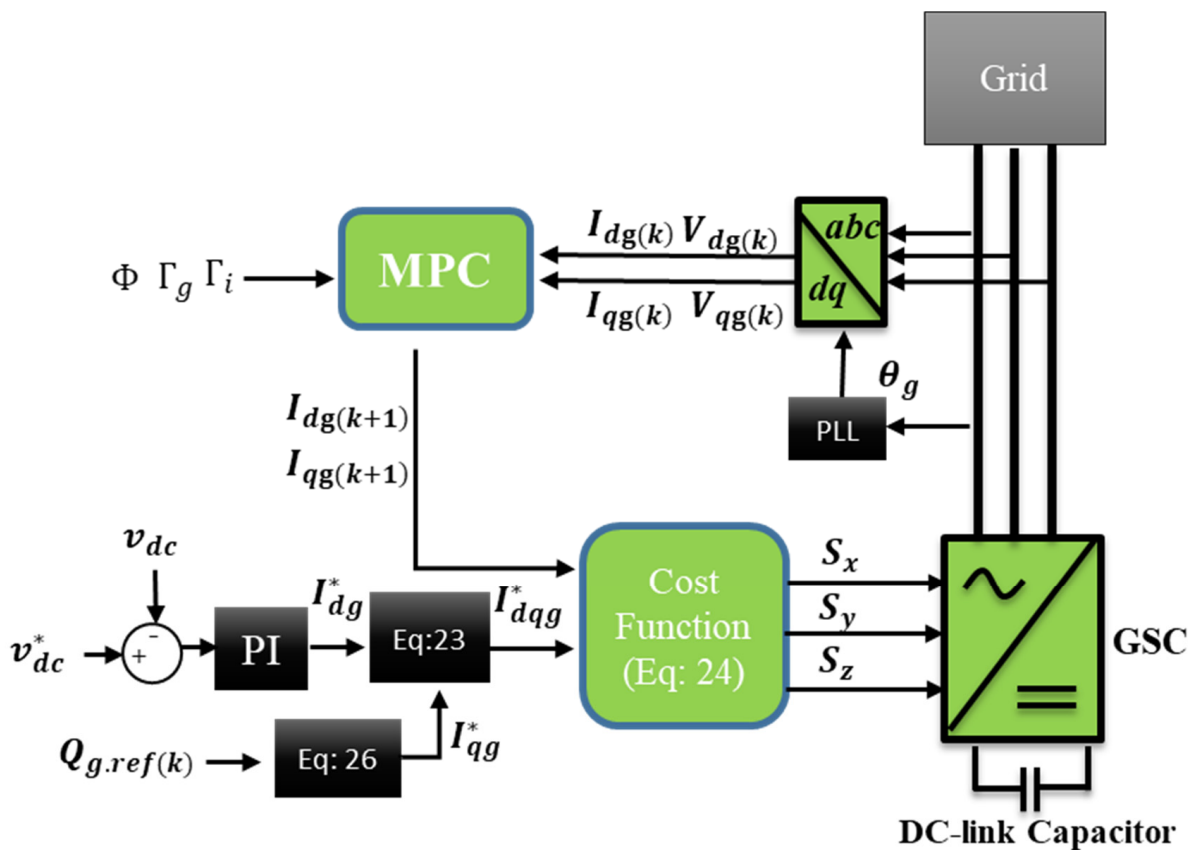 Grid
I_dg(k) V_dg(k)
abc
MPC
Φ Γ_g Γ_i
dq
I_qg(k) V_qg(k)
θ_g
PLL
I_dg(k+1)
I_qg(k+1)
v_dc
Cost
Function
(Eq: 24)
S_x
S_y
S_z
I*_dg
I*_dqg
-
+
v*_dc
PI
Eq:23
GSC
I*_qg
Q_g.ref(k)
Eq: 26
DC-link Capacitor